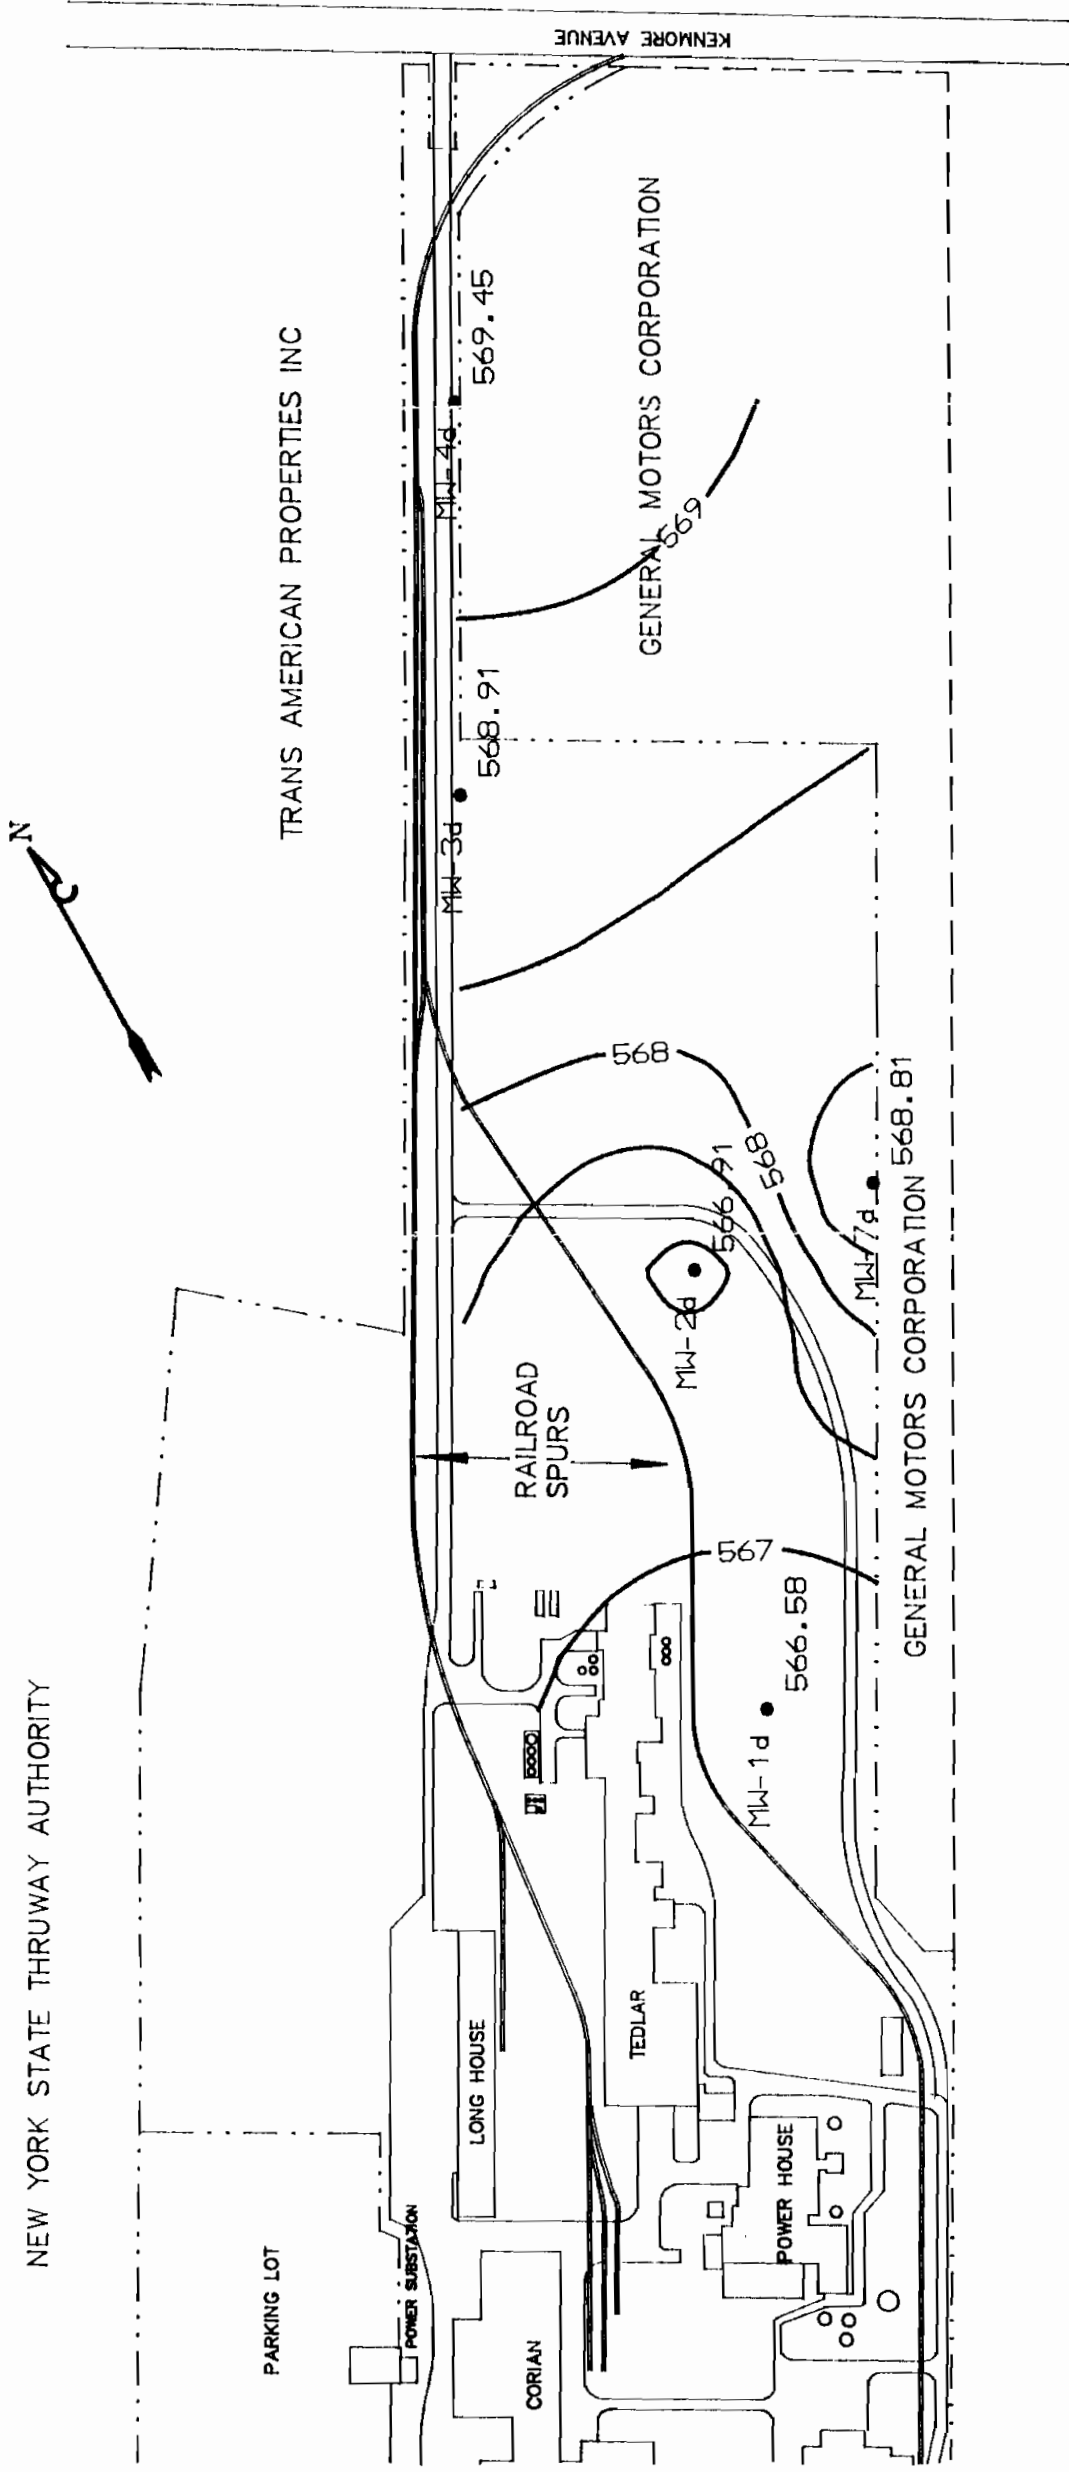 KENMORE AVENUE
TRANS AMERICAN PROPERTIES INC
N
NEW YORK STATE THRUWAY AUTHORITY
GENERAL MOTORS CORPORATION
MW-4d
569.45
569
MW-3d
568.91
568
568
566.91
MW-2d
MW-7d
568.81
GENERAL MOTORS CORPORATION
RAILROAD
SPURS
567
566.58
MW-1d
LONG HOUSE
TEDLAR
POWER HOUSE
POWER SUBSTATION
PARKING LOT
CORIAN